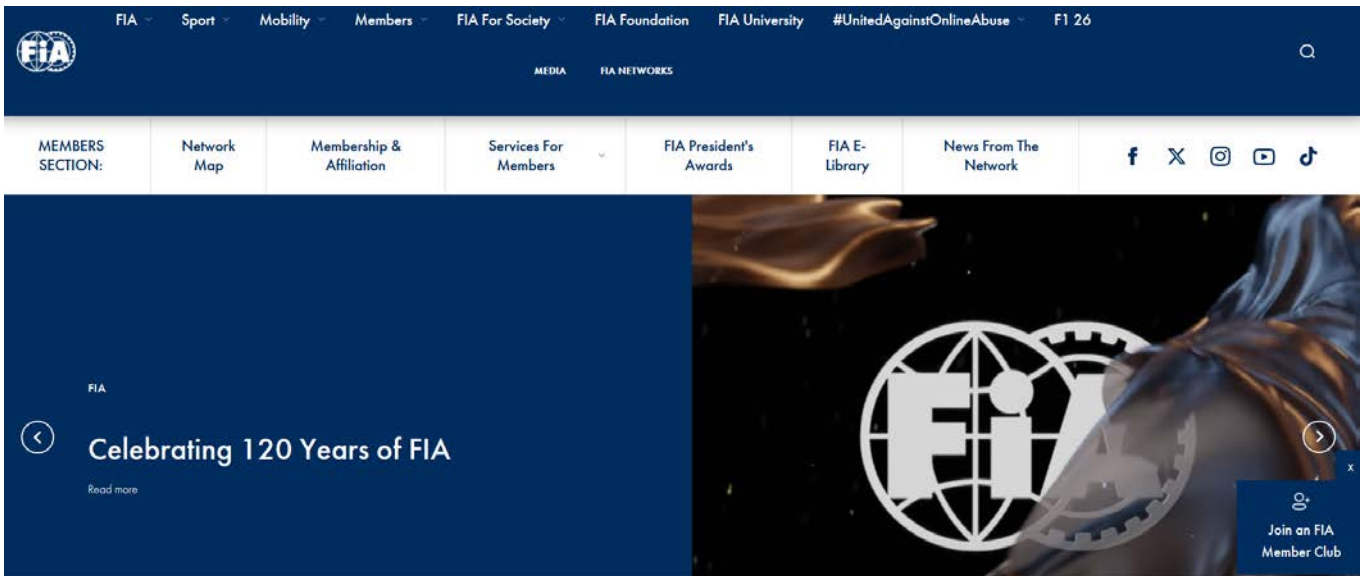 FIA Sport Mobility Members FIA For Society FIA Foundation FIA University #UnitedAgainstOnlineAbuse F1 26
FiA
MEDIA FIA NETWORKS
MEMBERS
SECTION:
Network
Map
Membership &
Affiliation
Services For
Members
FIA President's
Awards
FIA E-
Library
News From The
Network
FIA
Celebrating 120 Years of FIA
Read more
FiA
x
Join an FIA
Member Club